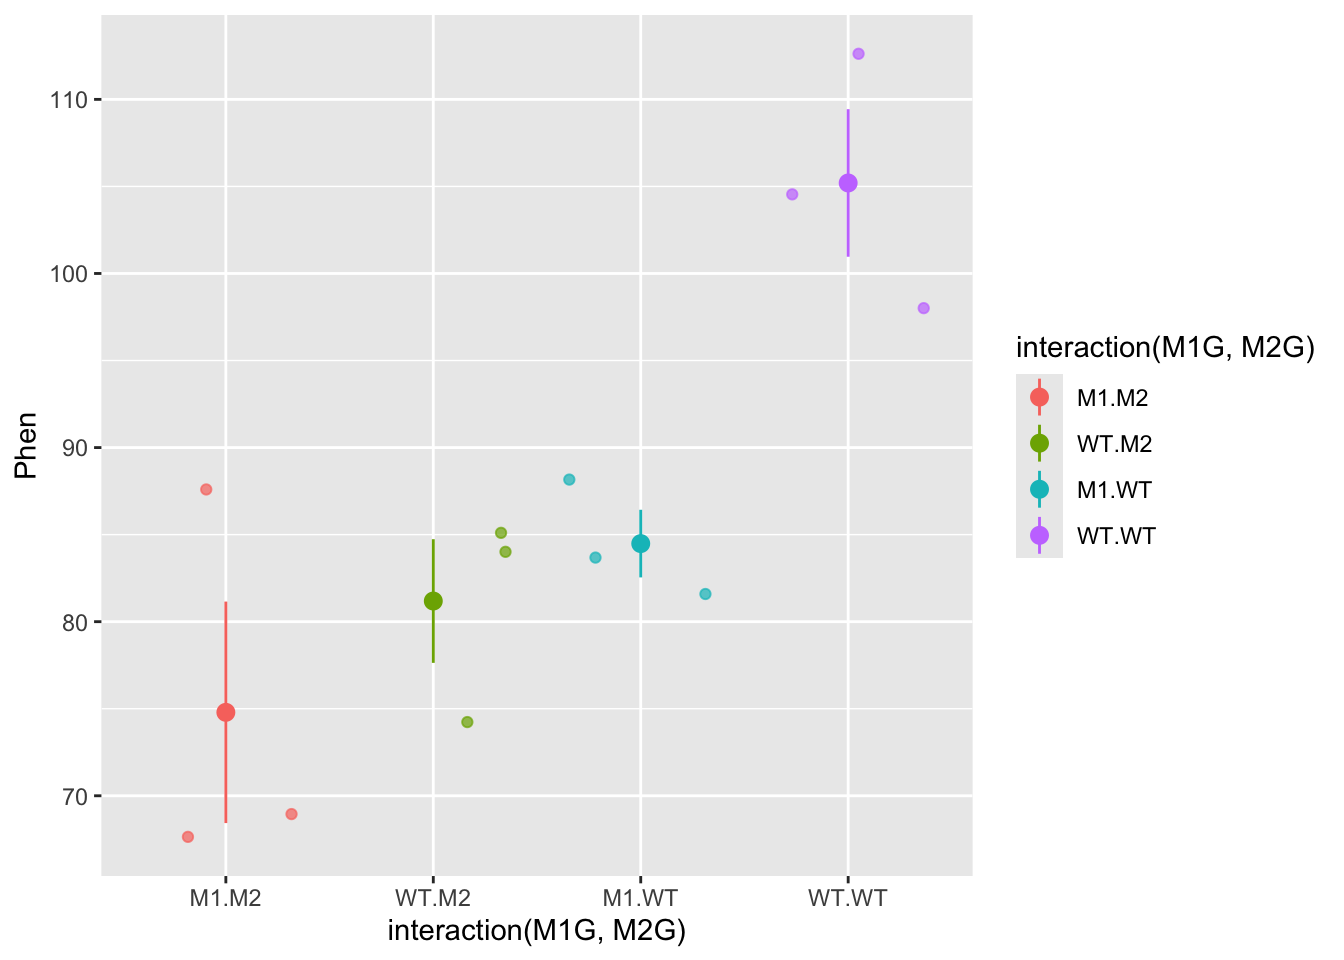 Phen
110
100
90
80
70
M1.M2
WT.M2
M1.WT
WT.WT
interaction(M1G, M2G)
interaction(M1G, M2G)
M1.M2
WT.M2
M1.WT
WT.WT